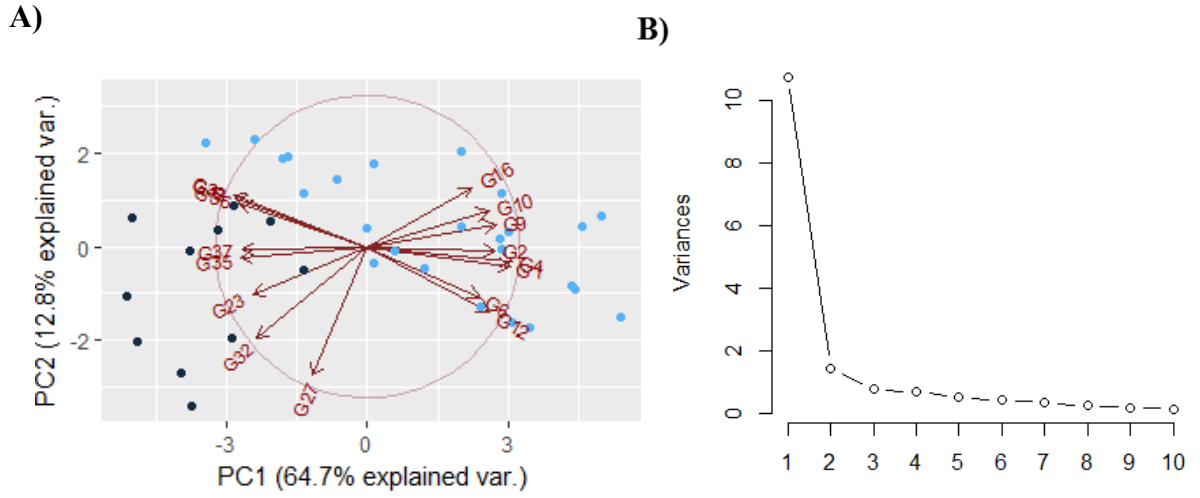 A)
B)
PC2 (12.8% explained var.)
2
0
-2
G16
G10
G9
G2
G4
G1
G12
G37
G35
G23
G32
G27
-3
0
3
PC1 (64.7% explained var.)
Variances
10
8
6
4
2
0
1 2 3 4 5 6 7 8 9 10